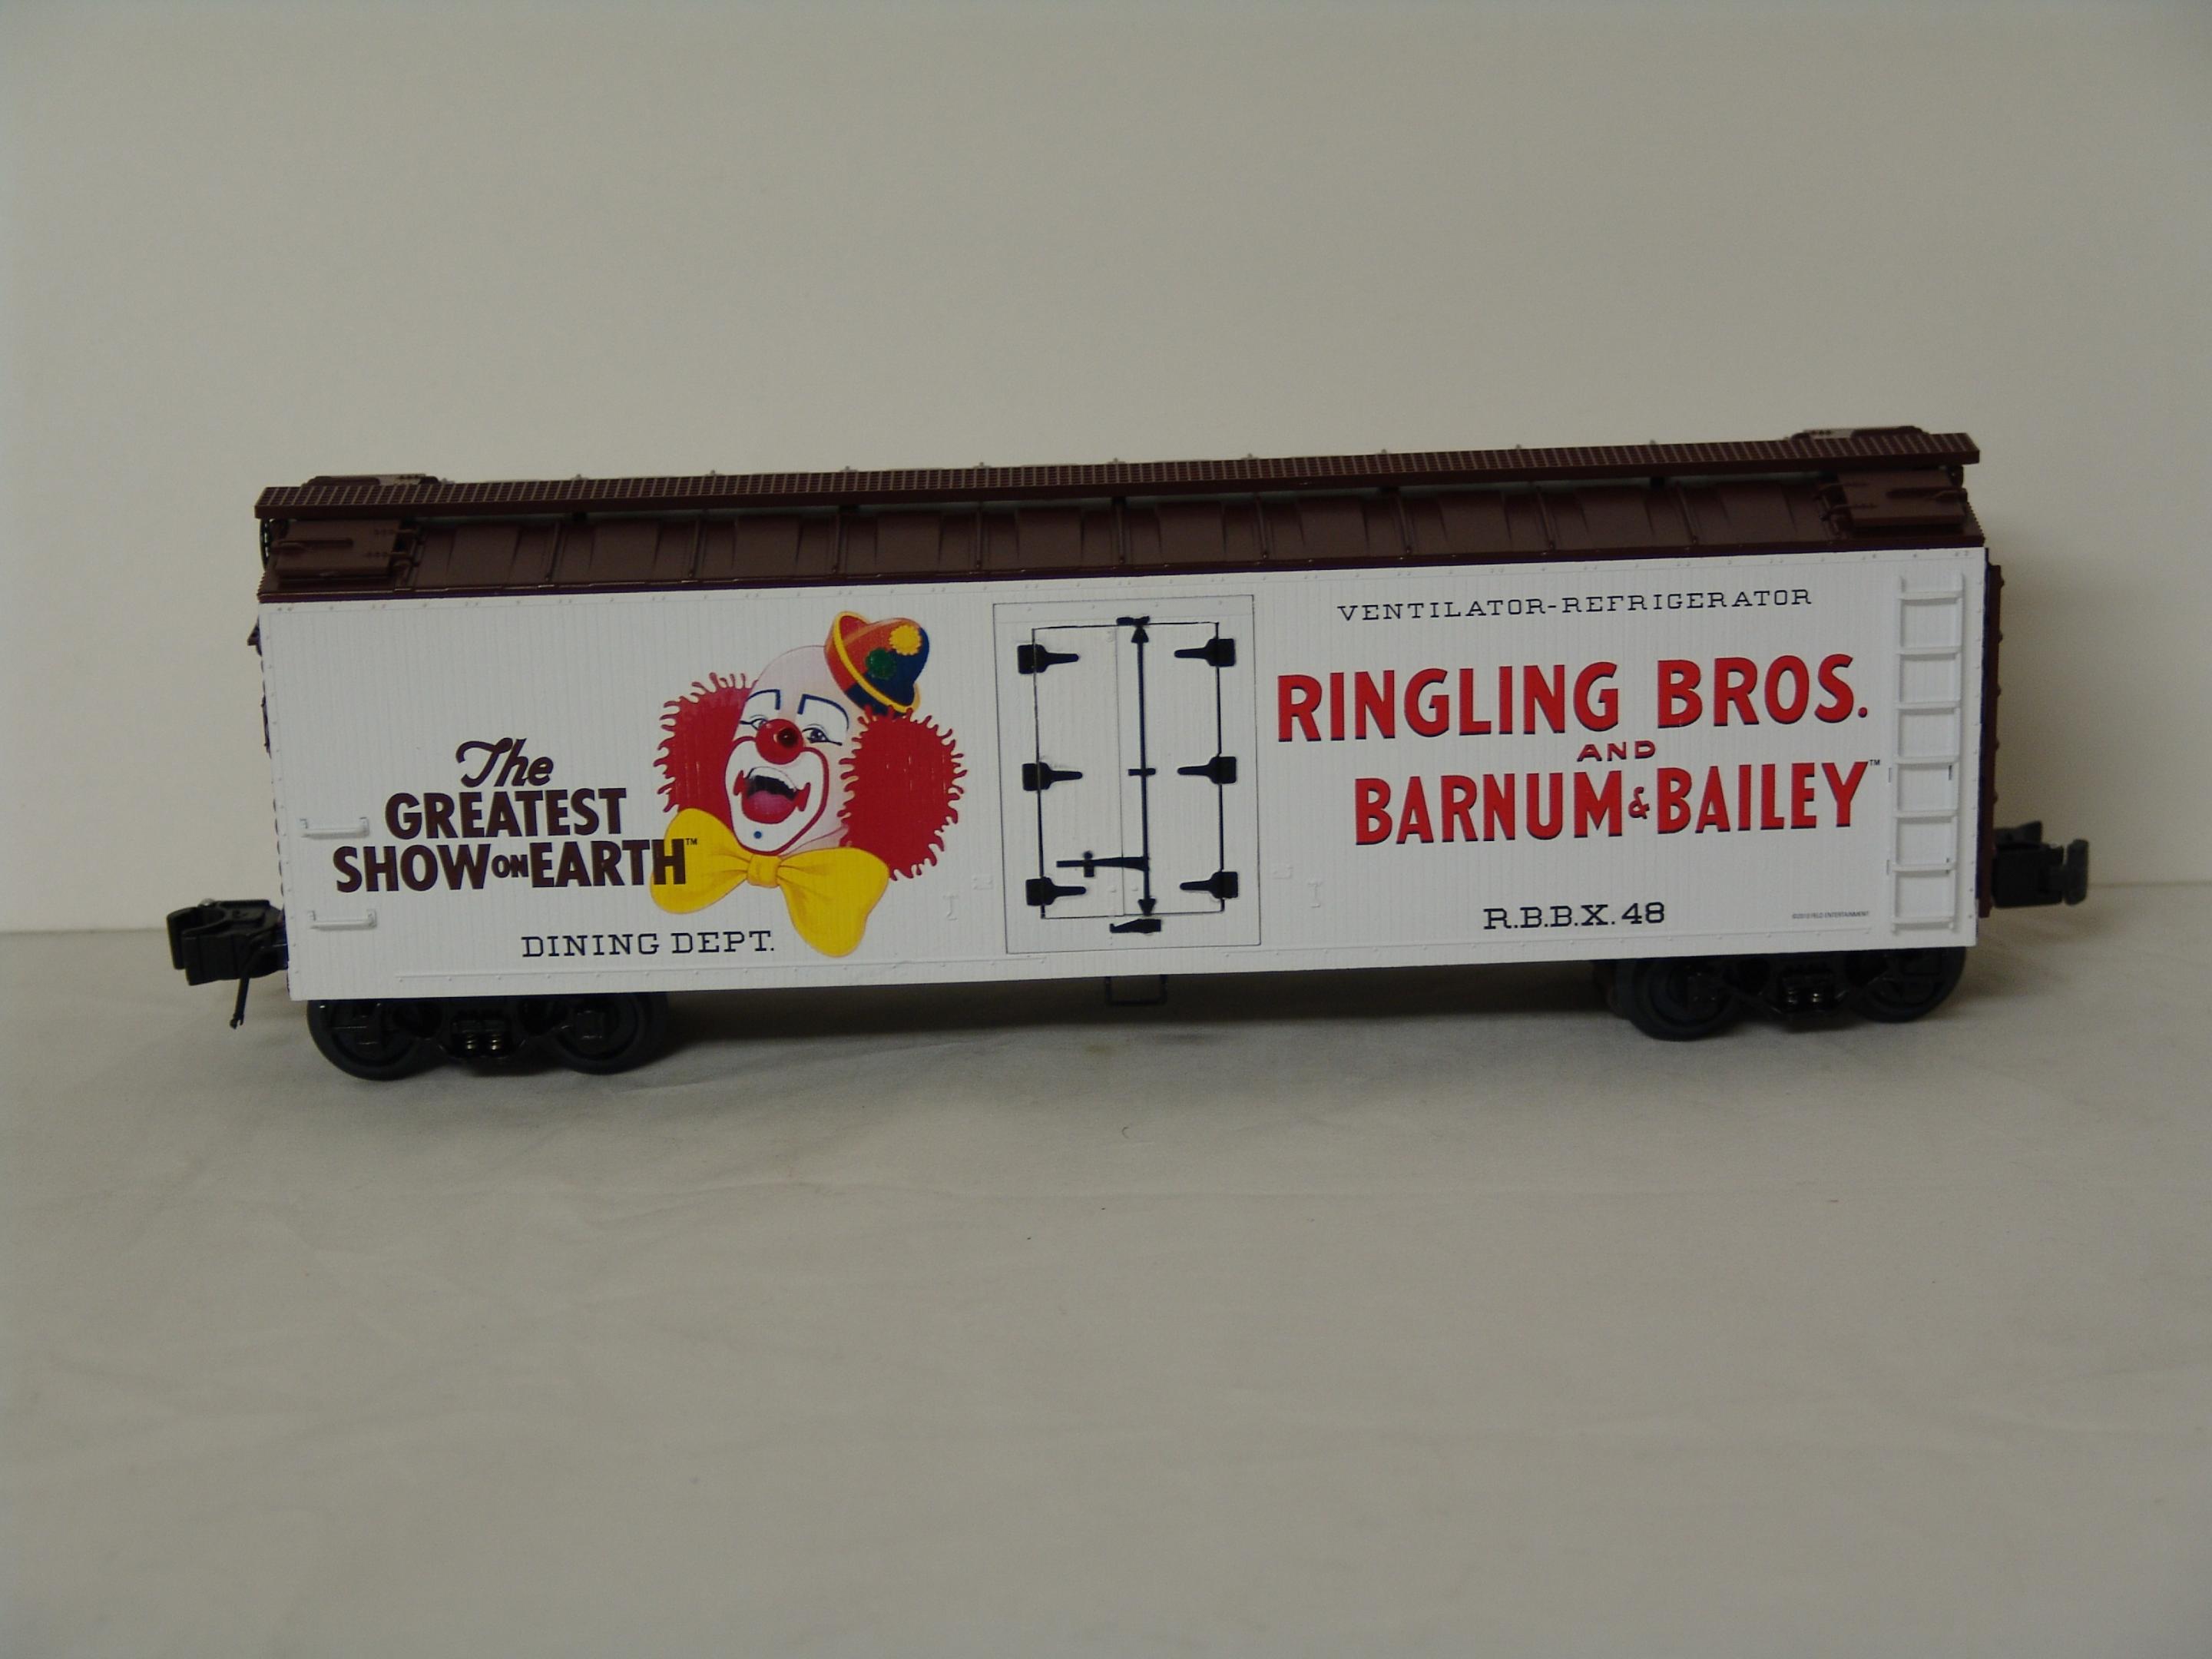 The
GREATEST
SHOW ON EARTH™
DINING DEPT.
VENTILATOR-REFRIGERATOR
RINGLING BROS.
AND
BARNUM & BAILEY™
R.B.B.X. 48